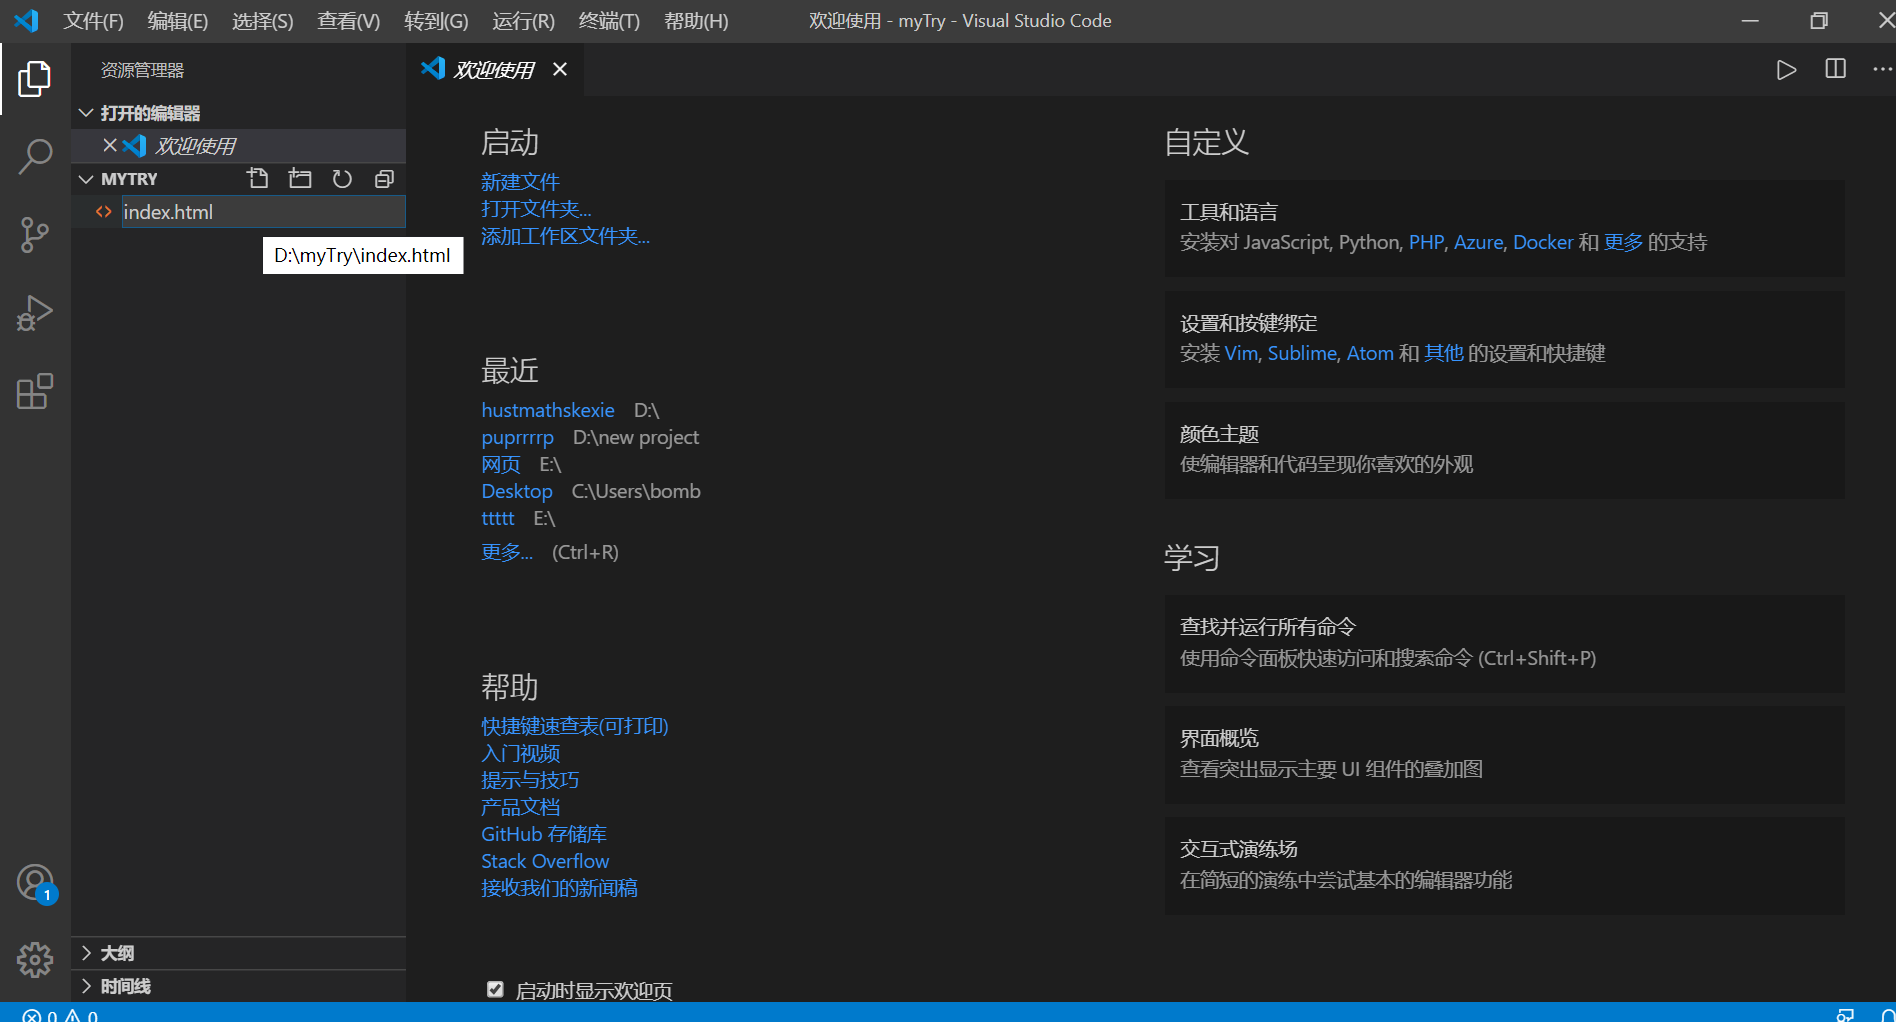 文件(F) 编辑(E) 选择(S) 查看(V) 转到(G) 运行(R) 终端(T) 帮助(H) 欢迎使用 - myTry - Visual Studio Code
资源管理器
打开的编辑器
欢迎使用
MYTRY
index.html
D:\myTry\index.html
欢迎使用
启动
新建文件
打开文件夹...
添加工作区文件夹...
最近
hustmathskexie D:\
puprrrrp D:\new project
网页 E:\
Desktop C:\Users\bomb
ttttt E:\
更多... (Ctrl+R)
帮助
快捷键速查表(可打印)
入门视频
提示与技巧
产品文档
GitHub 存储库
Stack Overflow
接收我们的新闻稿
启动时显示欢迎页
自定义
工具和语言
安装对 JavaScript, Python, PHP, Azure, Docker 和 更多 的支持
设置和按键绑定
安装 Vim, Sublime, Atom 和 其他 的设置和快捷键
颜色主题
使编辑器和代码呈现你喜欢的外观
学习
查找并运行所有命令
使用命令面板快速访问和搜索命令 (Ctrl+Shift+P)
界面概览
查看突出显示主要 UI 组件的叠加图
交互式演练场
在简短的演练中尝试基本的编辑器功能
1
大纲
时间线
0 0